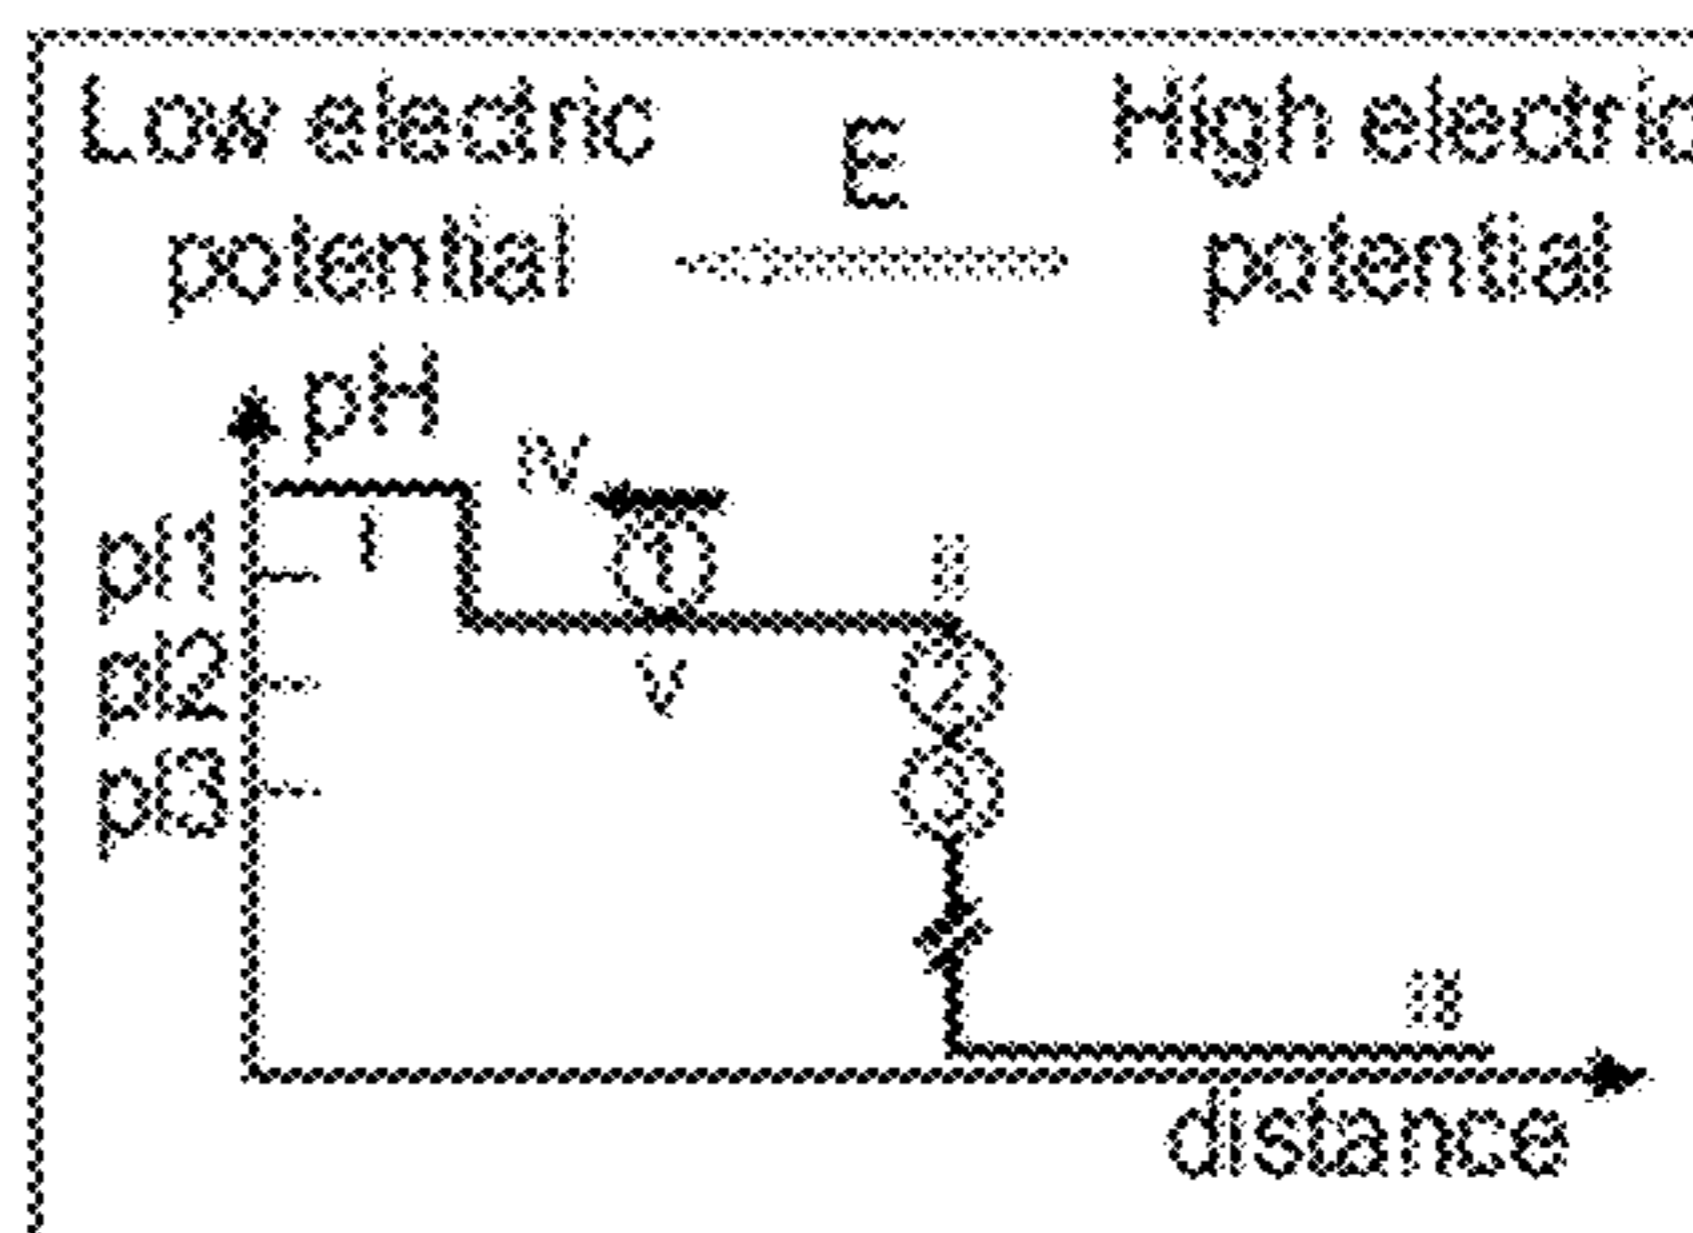 Low electric
potential
E
High electric
potential
pH
IV
I
pI1
1
II
pI2
V
2
pI3
3
III
distance